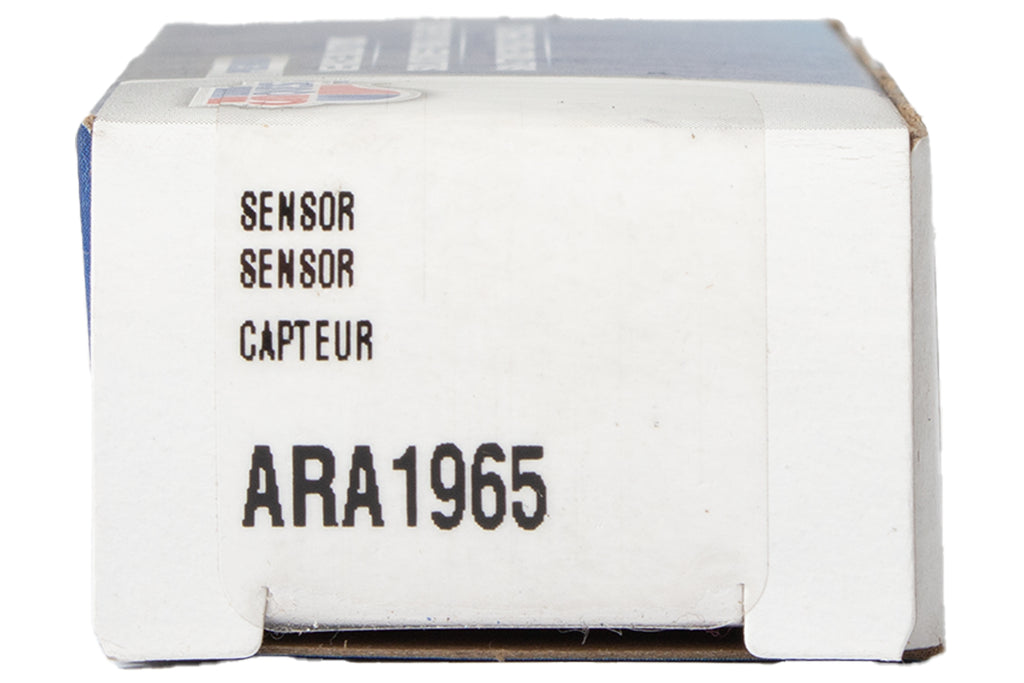 SENSOR
SENSOR
CAPTEUR
ARA1965